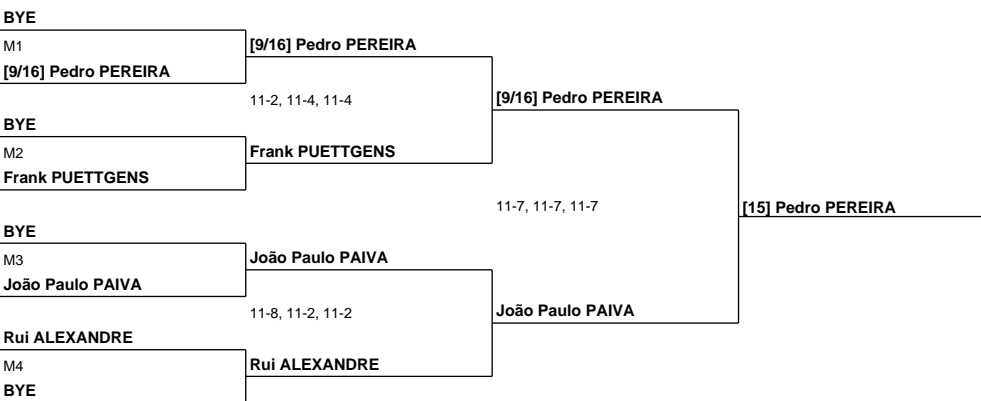 BYE
M1
[9/16] Pedro PEREIRA
[9/16] Pedro PEREIRA
11-2, 11-4, 11-4
[9/16] Pedro PEREIRA
BYE
M2
Frank PUETTGENS
Frank PUETTGENS
11-7, 11-7, 11-7
[15] Pedro PEREIRA
BYE
M3
João Paulo PAIVA
João Paulo PAIVA
11-8, 11-2, 11-2
João Paulo PAIVA
Rui ALEXANDRE
M4
Rui ALEXANDRE
BYE